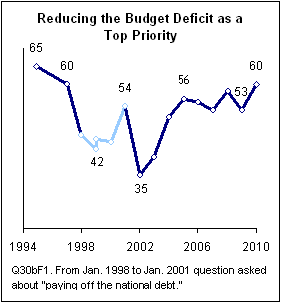 Reducing the Budget Deficit as a
Top Priority
65
60
42
54
35
56
53
60
1994 1998 2002 2006 2010
Q30bF1. From Jan. 1998 to Jan. 2001 question asked
about "paying off the national debt."